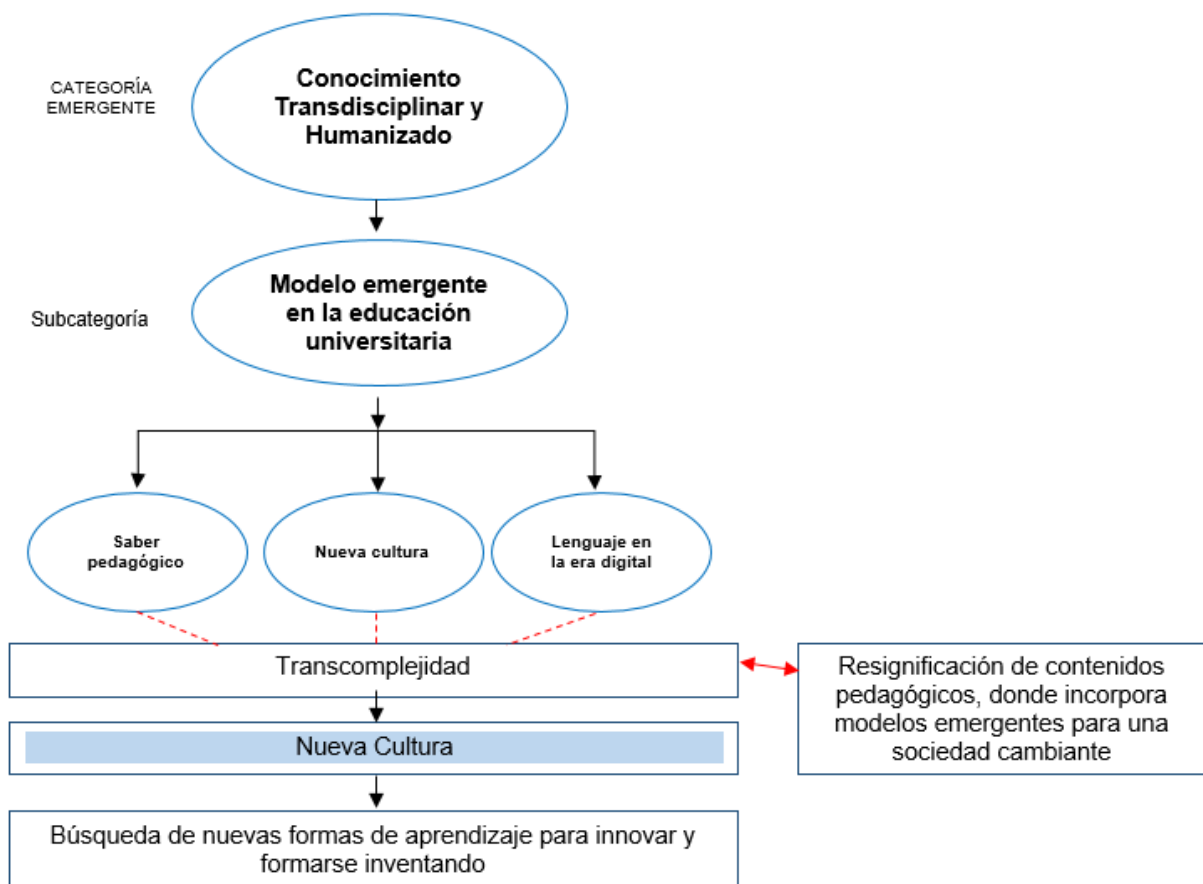 CATEGORÍA
EMERGENTE
Conocimiento
Transdisciplinar y
Humanizado
Subcategoría
Modelo emergente
en la educación
universitaria
Saber
pedagógico
Nueva cultura
Lenguaje en
la era digital
Transcomplejidad
Resignificación de contenidos
pedagógicos, donde incorpora
modelos emergentes para una
sociedad cambiante
Nueva Cultura
Búsqueda de nuevas formas de aprendizaje para innovar y
formarse inventando